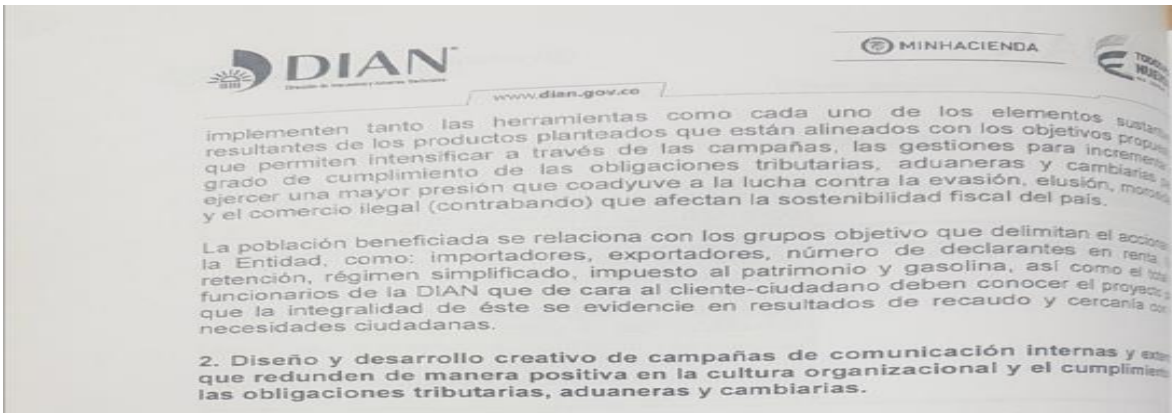 DIAN
MINHACIENDA
www.dian.gov.co
implementen tanto las herramientas como cada uno de los elementos
resultantes de los productos planteados que están alineados con los objetivos
que permiten intensificar a través de las campañas, las gestiones para
grado de cumplimiento de las obligaciones tributarias, aduaneras y cambiarias
ejercer una mayor presión que coadyuve a la lucha contra la evasión, elusión,
y el comercio ilegal (contrabando) que afectan la sostenibilidad fiscal del país.
La población beneficiada se relaciona con los grupos objetivo que delimitan el
la Entidad, como: importadores, exportadores, número de declarantes en renta
retención, régimen simplificado, impuesto al patrimonio y gasolina, así como el
funcionarios de la DIAN que de cara al cliente-ciudadano deben conocer el
que la integralidad de éste se evidencie en resultados de recaudo y cercanía
necesidades ciudadanas.
2. Diseño y desarrollo creativo de campañas de comunicación internas y
que redunden de manera positiva en la cultura organizacional y el
las obligaciones tributarias, aduaneras y cambiarias.